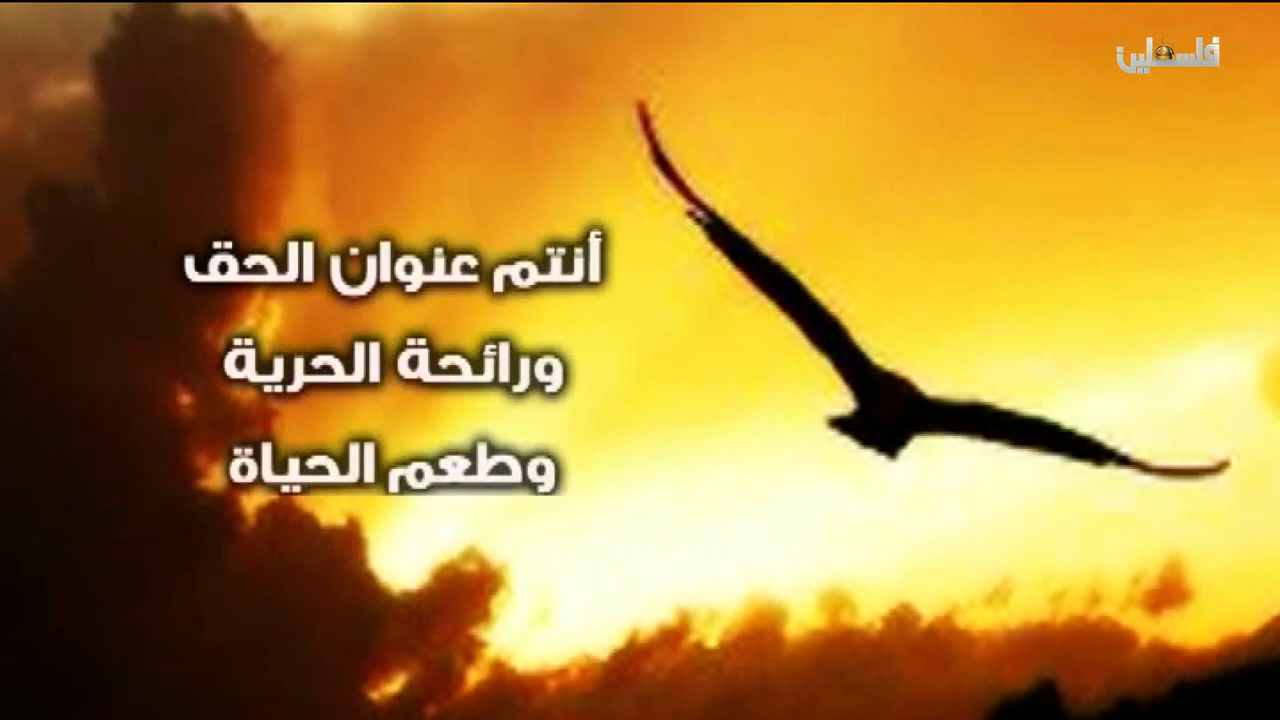 فلسطين
أنتم عنوان الحق
ورائحة الحرية
وطعم الحياة